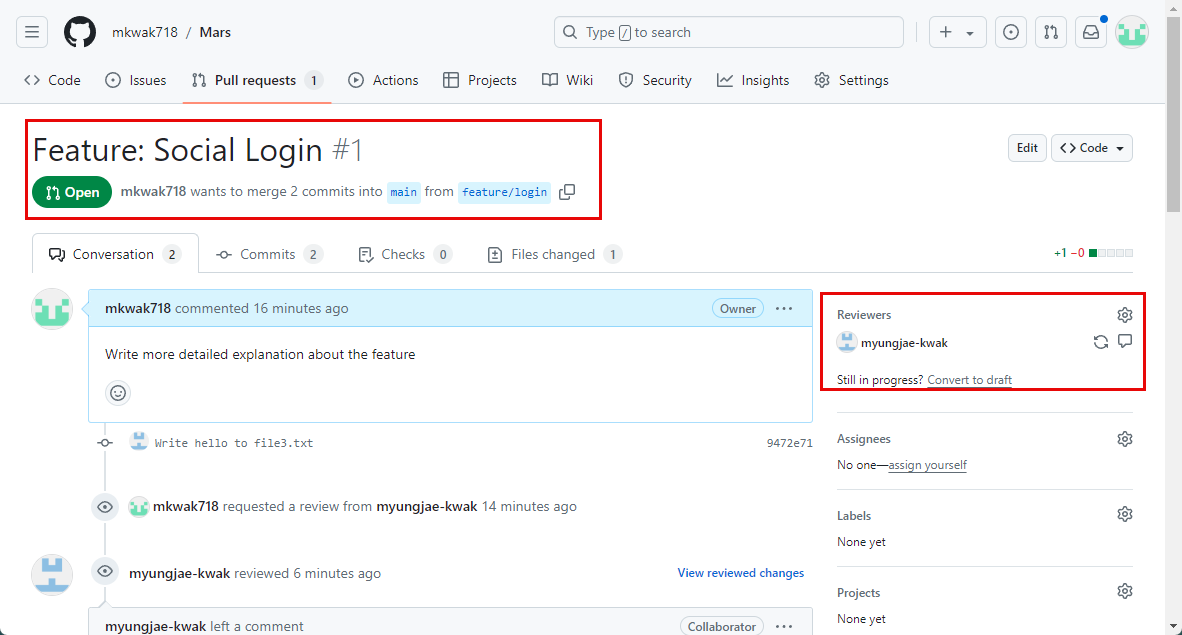 mkwak718 / Mars
Type / to search
Code
Issues
Pull requests 1
Actions
Projects
Wiki
Security
Insights
Settings
Feature: Social Login #1
Edit
Code
Open
mkwak718 wants to merge 2 commits into main from feature/login
Conversation 2
Commits 2
Checks 0
Files changed 1
+1 −0
mkwak718 commented 16 minutes ago
Owner
Write more detailed explanation about the feature
Write hello to file3.txt
9472e71
mkwak718 requested a review from myungjae-kwak 14 minutes ago
myungjae-kwak reviewed 6 minutes ago
View reviewed changes
myungjae-kwak left a comment
Collaborator
Reviewers
myungjae-kwak
Still in progress? Convert to draft
Assignees
No one—assign yourself
Labels
None yet
Projects
None yet